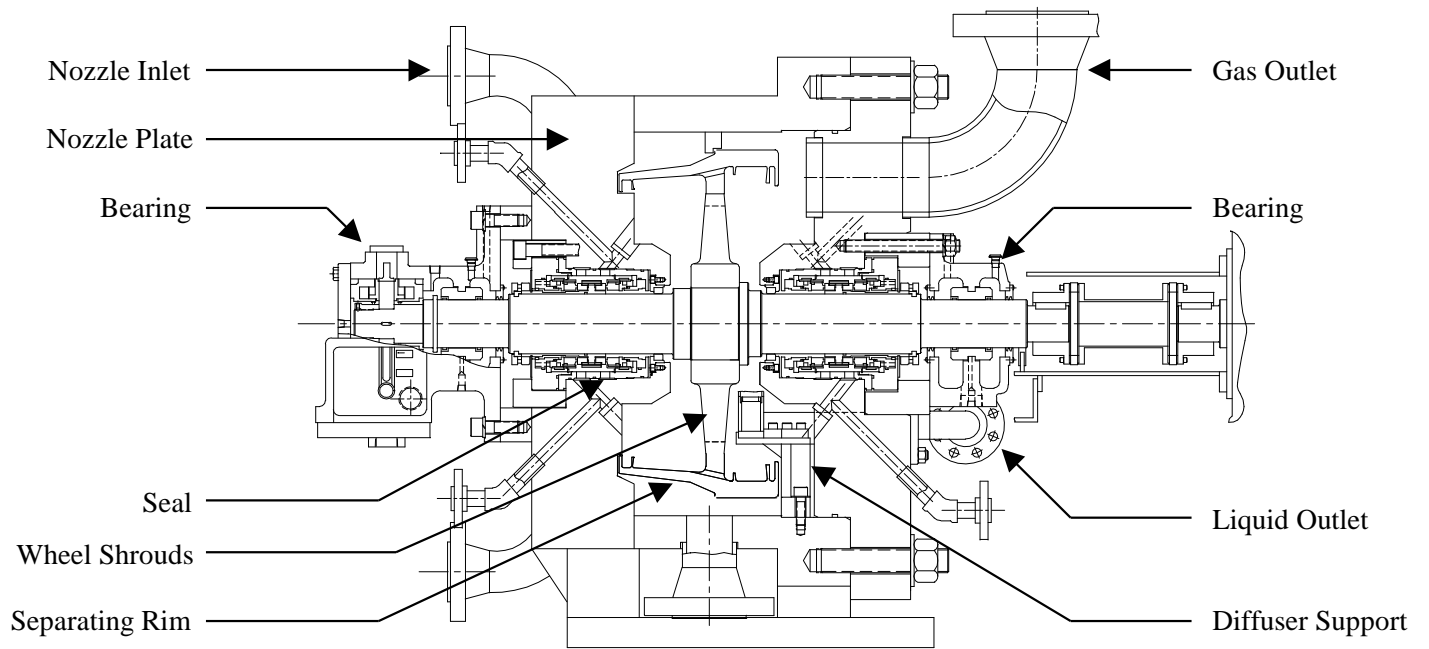 Nozzle Inlet
Gas Outlet
Nozzle Plate
Bearing
Bearing
Seal
Liquid Outlet
Wheel Shrouds
Separating Rim
Diffuser Support